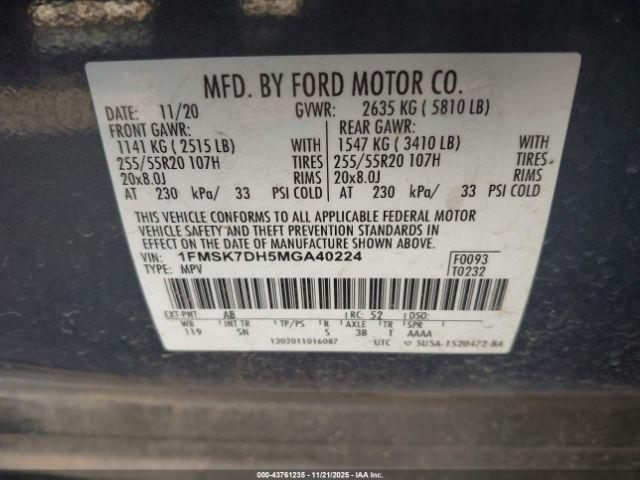 MFD. BY FORD MOTOR CO.
DATE: 11/20 GVWR: 2635 KG ( 5810 LB)
FRONT GAWR: REAR GAWR:
1141 KG ( 2515 LB) WITH 1547 KG ( 3410 LB) WITH
255/55R20 107H TIRES 255/55R20 107H TIRES
20x8.0J RIMS 20x8.0J RIMS
AT 230 kPa/ 33 PSI COLD AT 230 kPa/ 33 PSI COLD
THIS VEHICLE CONFORMS TO ALL APPLICABLE FEDERAL MOTOR
VEHICLE SAFETY AND THEFT PREVENTION STANDARDS IN
EFFECT ON THE DATE OF MANUFACTURE SHOWN ABOVE.
VIN: 1FMSK7DH5MGA40224 F0093
TYPE: MPV T0232
EXT PNT: AB RC: 52 DSO:
WB INT TR TP/PS R AXLE TR SPR
119 SN S 3B T AAAA
1202011016087 UTC ▽ 5U5A-1520472-BA
000-43761235 - 11/21/2025 - IAA Inc.